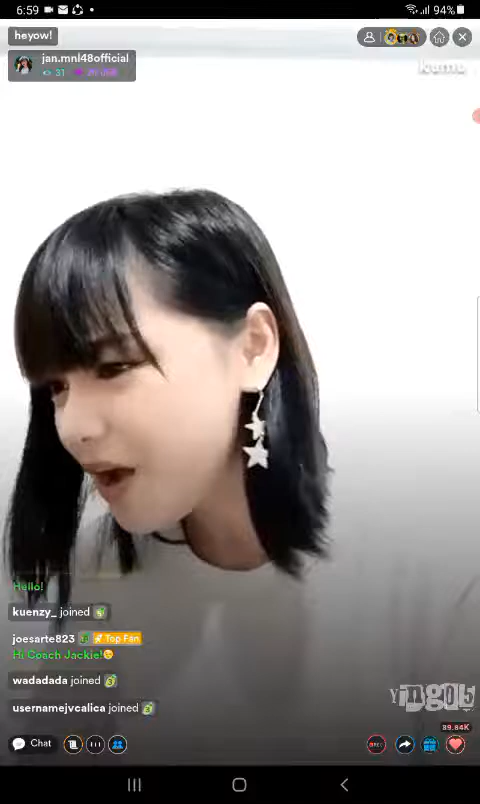 6:59
94%
heyow!
jan.mnl48official
31
kumu
Hello!
kuenzy_ joined
joesarte823 Top Fan
Hi Coach Jackie!😊
wadadada joined
usernamejvcalica joined
YINGO5
39.84K
Chat